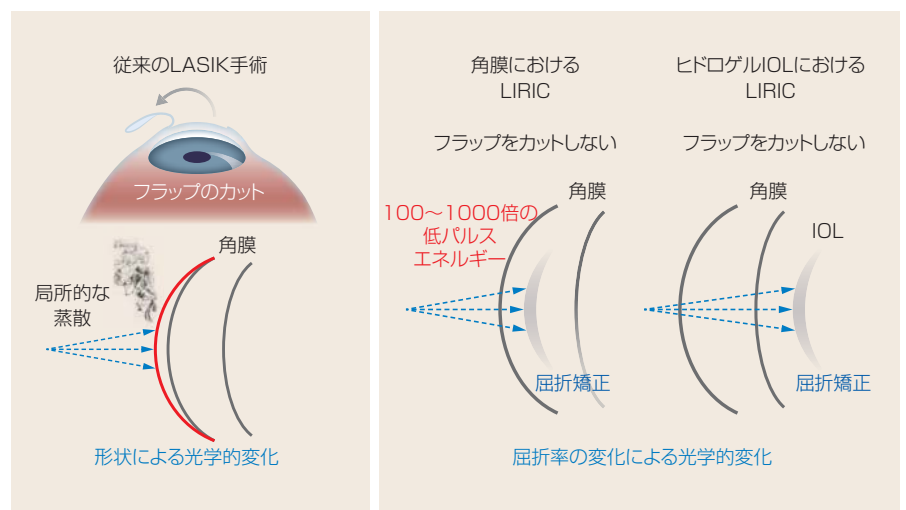 従来のLASIK手術
フラップのカット
角膜
局所的な
蒸散
形状による光学的変化
角膜における
LIRIC
フラップをカットしない
角膜
100〜1000倍の
低パルス
エネルギー
屈折矯正
ヒドロゲルIOLにおける
LIRIC
フラップをカットしない
角膜
IOL
屈折矯正
屈折率の変化による光学的変化